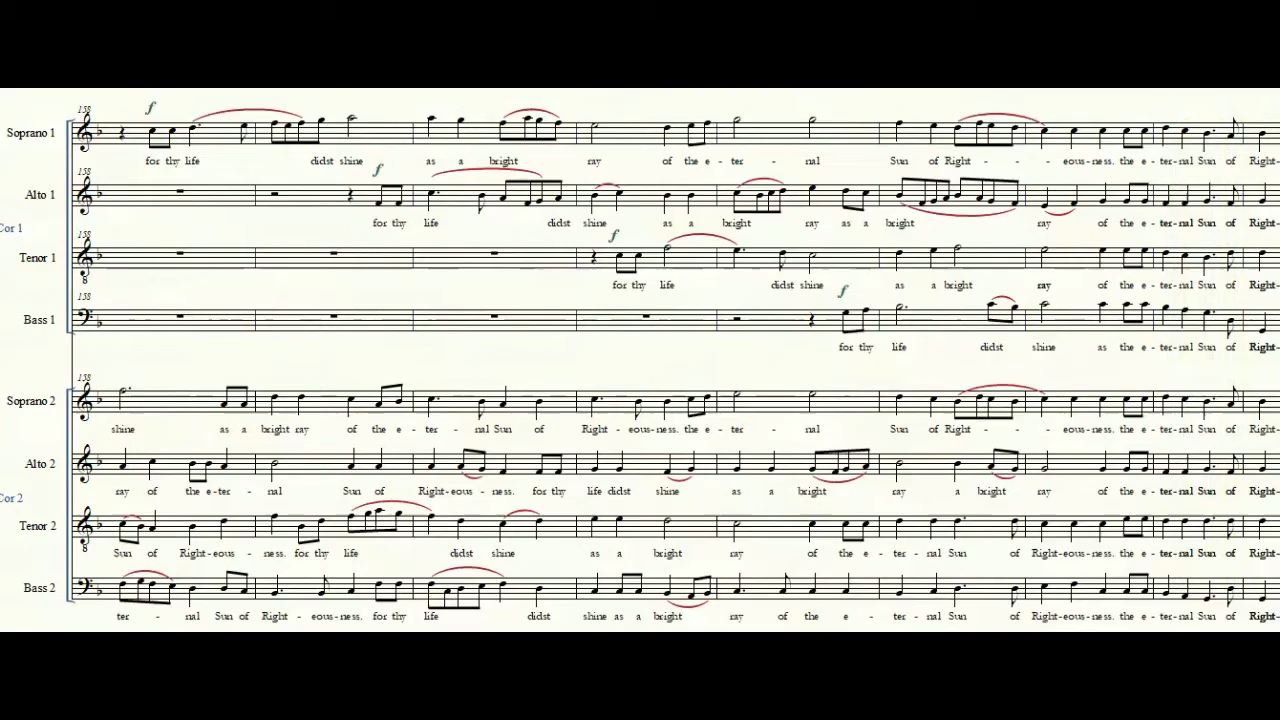 138 f
Soprano 1
for thy life didst shine as a bright ray of the e - ter - nal Sun of Right - - - eous- ness. the e - ter- nal Sun of Right-
138 f
Alto 1
for thy life didst shine as a bright ray as a bright ray of the e - ter- nal Sun of Right-
Cor 1
138 f
Tenor 1
8
for thy life didst shine as a bright ray of the e - ter- nal Sun of Right-
138 f
Bass 1
for thy life didst shine as the e - ter- nal Sun of Right-
138
Soprano 2
shine as a bright ray of the e - ter - nal Sun of Right - eous- ness. the e - ter - nal Sun of Right - - - eous- ness. the e - ter- nal Sun of Right-
Alto 2
ray of the e-ter - nal Sun of Right-eous - ness. for thy life didst shine as a bright ray a bright ray of the e - ter- nal Sun of Right-
Cor 2
Tenor 2
8
Sun of Right-eous - ness. for thy life didst shine as a bright ray of the e - ter - nal Sun of Right-eous- ness. the e - ter- nal Sun of Right-
Bass 2
ter - nal Sun of Right - eous- ness. for thy life didst shine as a bright ray of the e - ter - nal Sun of Right-eous- ness. the e - ter- nal Sun of Right-